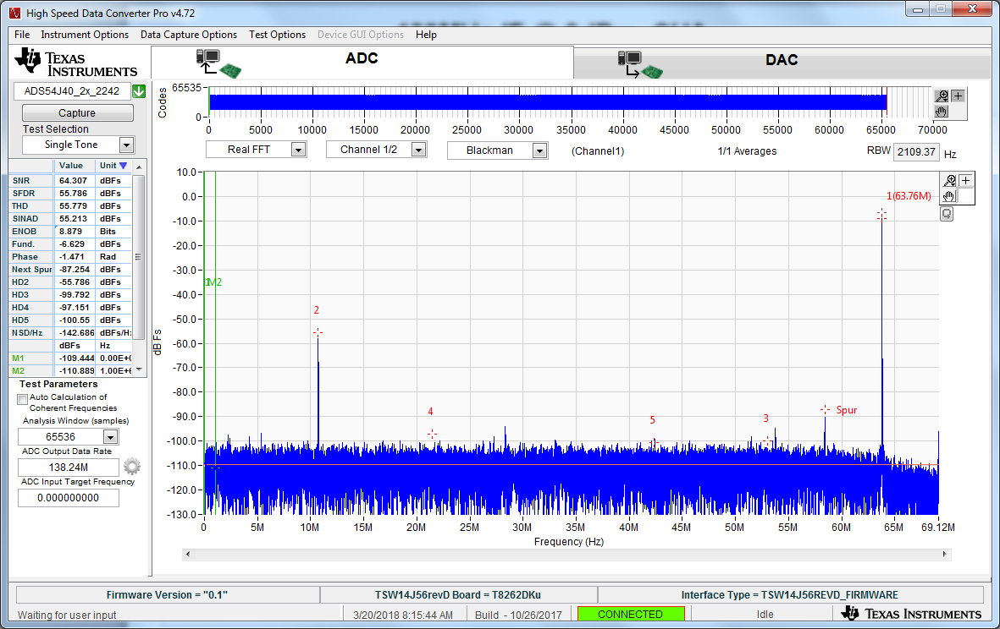 High Speed Data Converter Pro v4.72
File Instrument Options Data Capture Options Test Options Device GUI Options Help
TEXAS INSTRUMENTS
ADC
DAC
ADS54J40_2x_2242
Capture
Test Selection
Single Tone
Codes
65535
0
0 5000 10000 15000 20000 25000 30000 35000 40000 45000 50000 55000 60000 65000 70000
Real FFT Channel 1/2 Blackman (Channel1) 1/1 Averages RBW 2109.37 Hz
Value Unit
SNR 64.307 dBFs
SFDR 55.786 dBFs
THD 55.779 dBFs
SINAD 55.213 dBFs
ENOB 8.879 Bits
Fund. -6.629 dBFs
Phase -1.471 Rad
Next Spur -87.254 dBFs
HD2 -55.786 dBFs
HD3 -99.792 dBFs
HD4 -97.151 dBFs
HD5 -100.55 dBFs
NSD/Hz -142.686 dBFs/Hz
dBFs Hz
M1 -109.444 0.00E+0
M2 -110.889 1.00E+6
Test Parameters
Auto Calculation of
Coherent Frequencies
Analysis Window (samples)
65536
ADC Output Data Rate
138.24M
ADC Input Target Frequency
0.000000000
dB Fs
10.0
0.0
-10.0
-20.0
-30.0
-40.0
-50.0
-60.0
-70.0
-80.0
-90.0
-100.0
-110.0
-120.0
-130.0
1(63.76M)
M2
2
4
5
3
Spur
0 5M 10M 15M 20M 25M 30M 35M 40M 45M 50M 55M 60M 65M 69.12M
Frequency (Hz)
Firmware Version = "0.1" TSW14J56revD Board = T8262DKu Interface Type = TSW14J56REVD_FIRMWARE
Waiting for user input 3/20/2018 8:15:44 AM Build - 10/26/2017 CONNECTED Idle TEXAS INSTRUMENTS